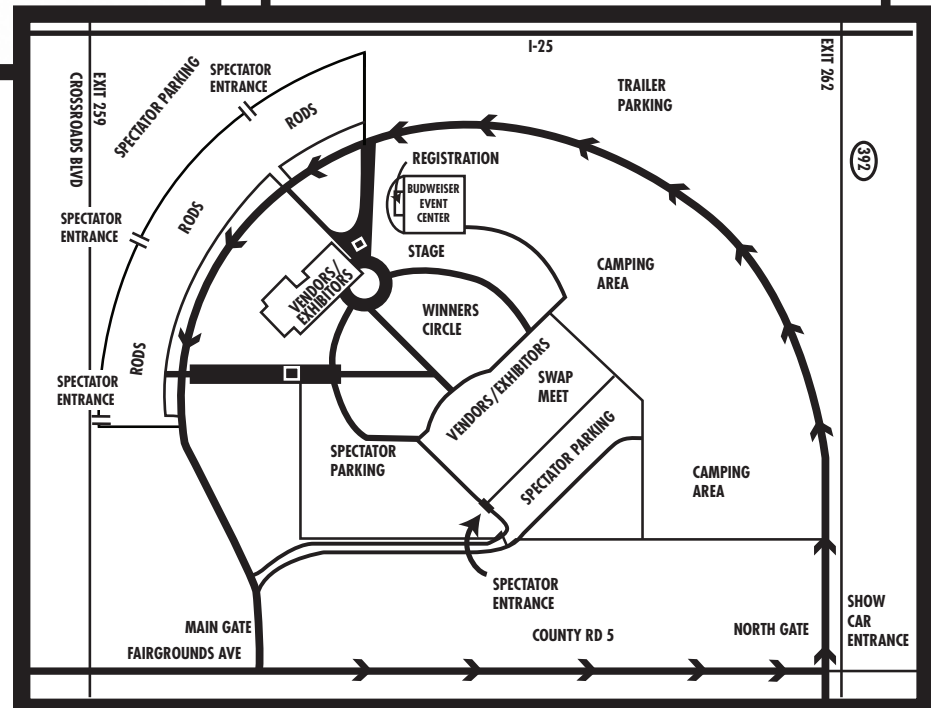 I-25
EXIT 259
CROSSROADS BLVD
EXIT 262
392
SPECTATOR PARKING
SPECTATOR
ENTRANCE
RODS
TRAILER
PARKING
REGISTRATION
BUDWEISER
EVENT
CENTER
SPECTATOR
ENTRANCE
RODS
STAGE
CAMPING
AREA
VENDORS/
EXHIBITORS
WINNERS
CIRCLE
RODS
SPECTATOR
ENTRANCE
VENDORS/EXHIBITORS
SWAP
MEET
SPECTATOR
PARKING
SPECTATOR PARKING
CAMPING
AREA
SPECTATOR
ENTRANCE
MAIN GATE
FAIRGROUNDS AVE
COUNTY RD 5
NORTH GATE
SHOW
CAR
ENTRANCE